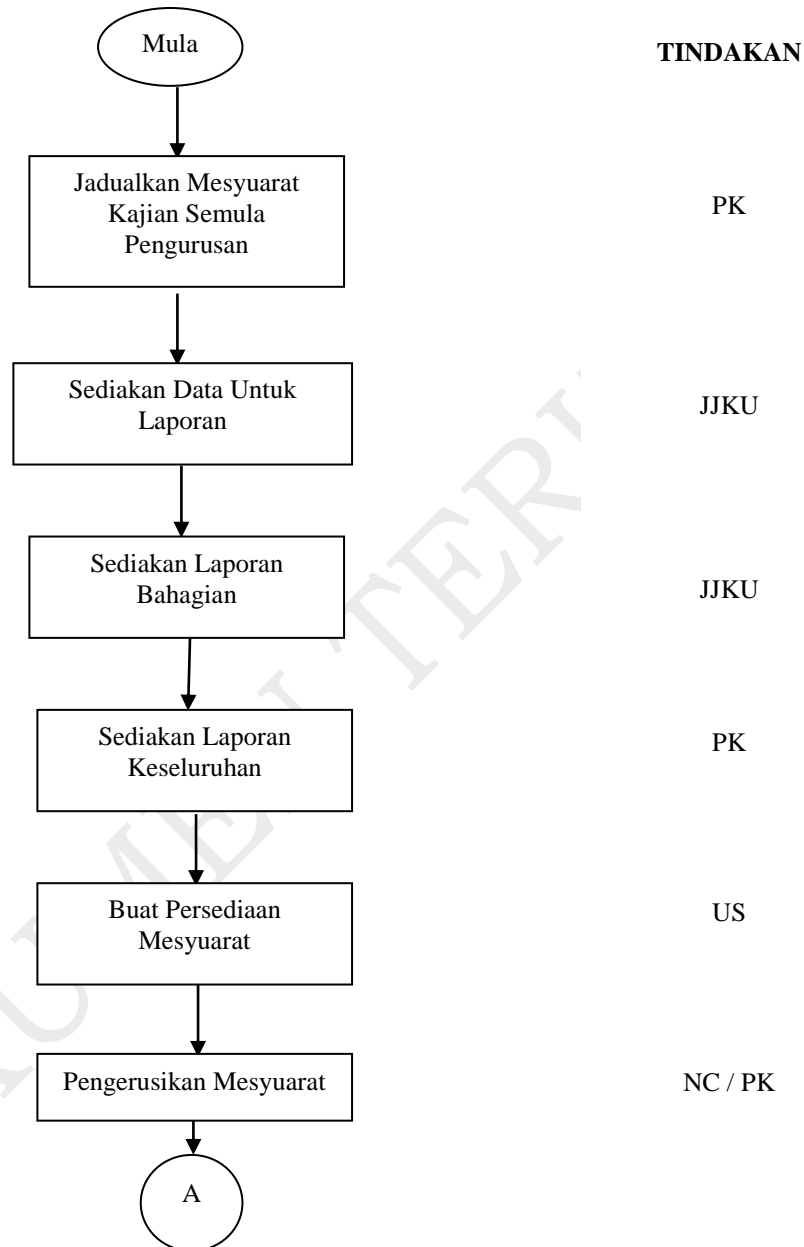 Mula
TINDAKAN
Jadualkan Mesyuarat
Kajian Semula
Pengurusan
PK
Sediakan Data Untuk
Laporan
JJKU
Sediakan Laporan
Bahagian
JJKU
Sediakan Laporan
Keseluruhan
PK
Buat Persediaan
Mesyuarat
US
Pengerusikan Mesyuarat
NC / PK
A